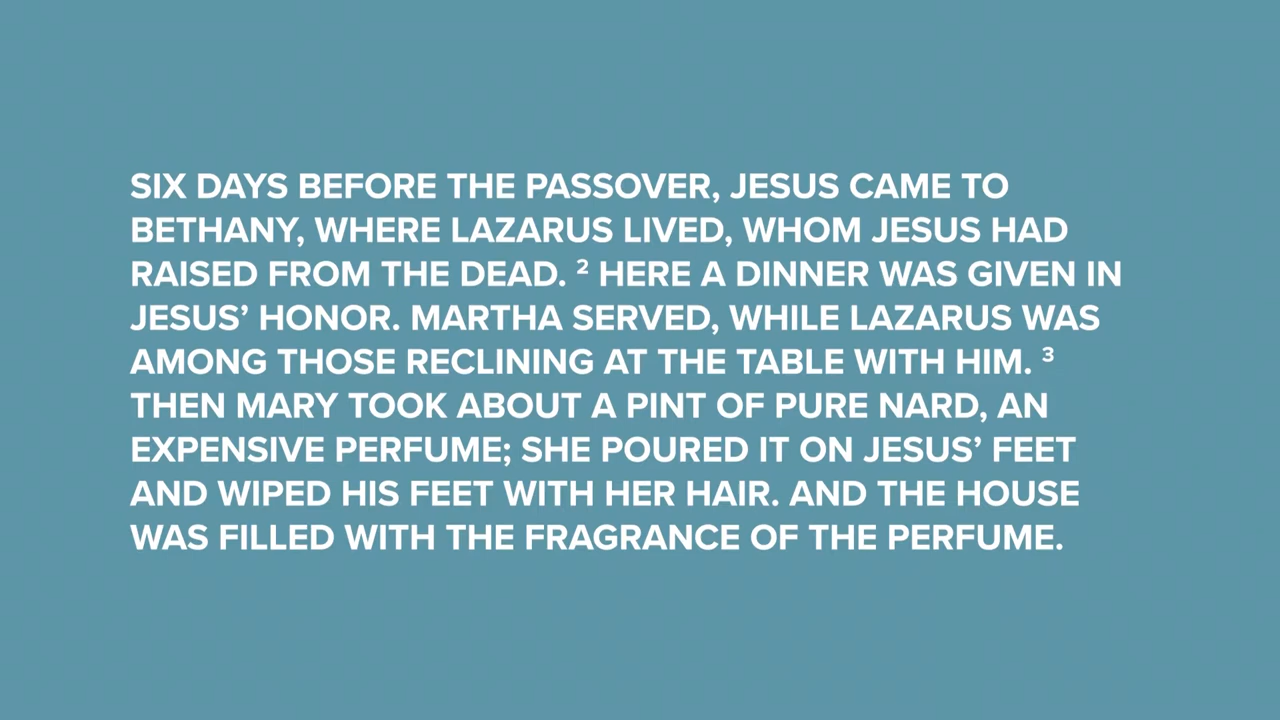 SIX DAYS BEFORE THE PASSOVER, JESUS CAME TO
BETHANY, WHERE LAZARUS LIVED, WHOM JESUS HAD
RAISED FROM THE DEAD. ² HERE A DINNER WAS GIVEN IN
JESUS’ HONOR. MARTHA SERVED, WHILE LAZARUS WAS
AMONG THOSE RECLINING AT THE TABLE WITH HIM. ³
THEN MARY TOOK ABOUT A PINT OF PURE NARD, AN
EXPENSIVE PERFUME; SHE POURED IT ON JESUS’ FEET
AND WIPED HIS FEET WITH HER HAIR. AND THE HOUSE
WAS FILLED WITH THE FRAGRANCE OF THE PERFUME.